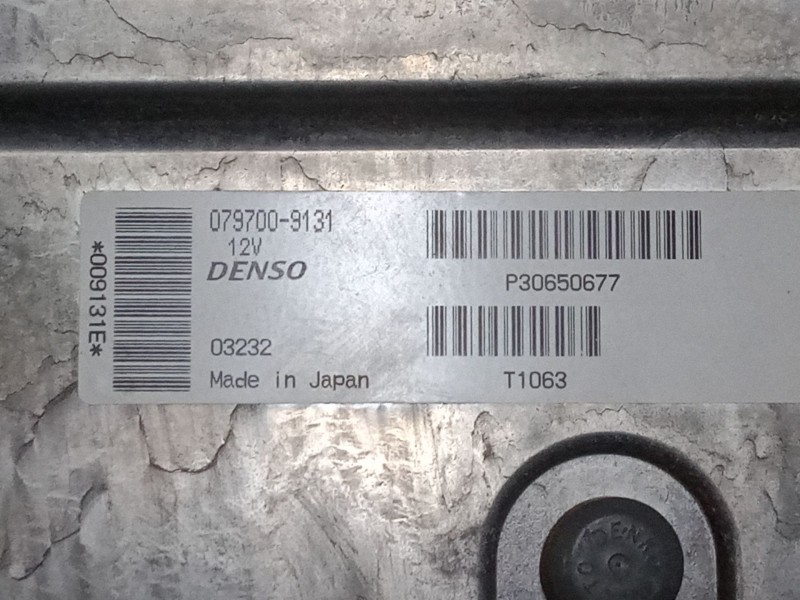 *009131E*
079700-9131
12V
DENSO
03232
Made in Japan
P30650677
T1063